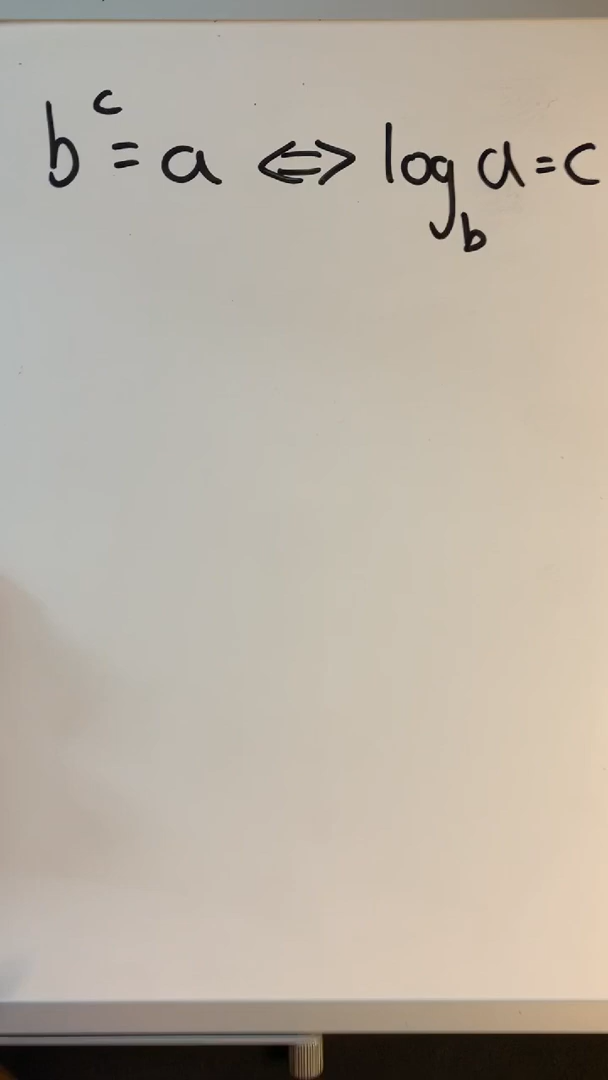 b^c = a ⇔ log_b a = c